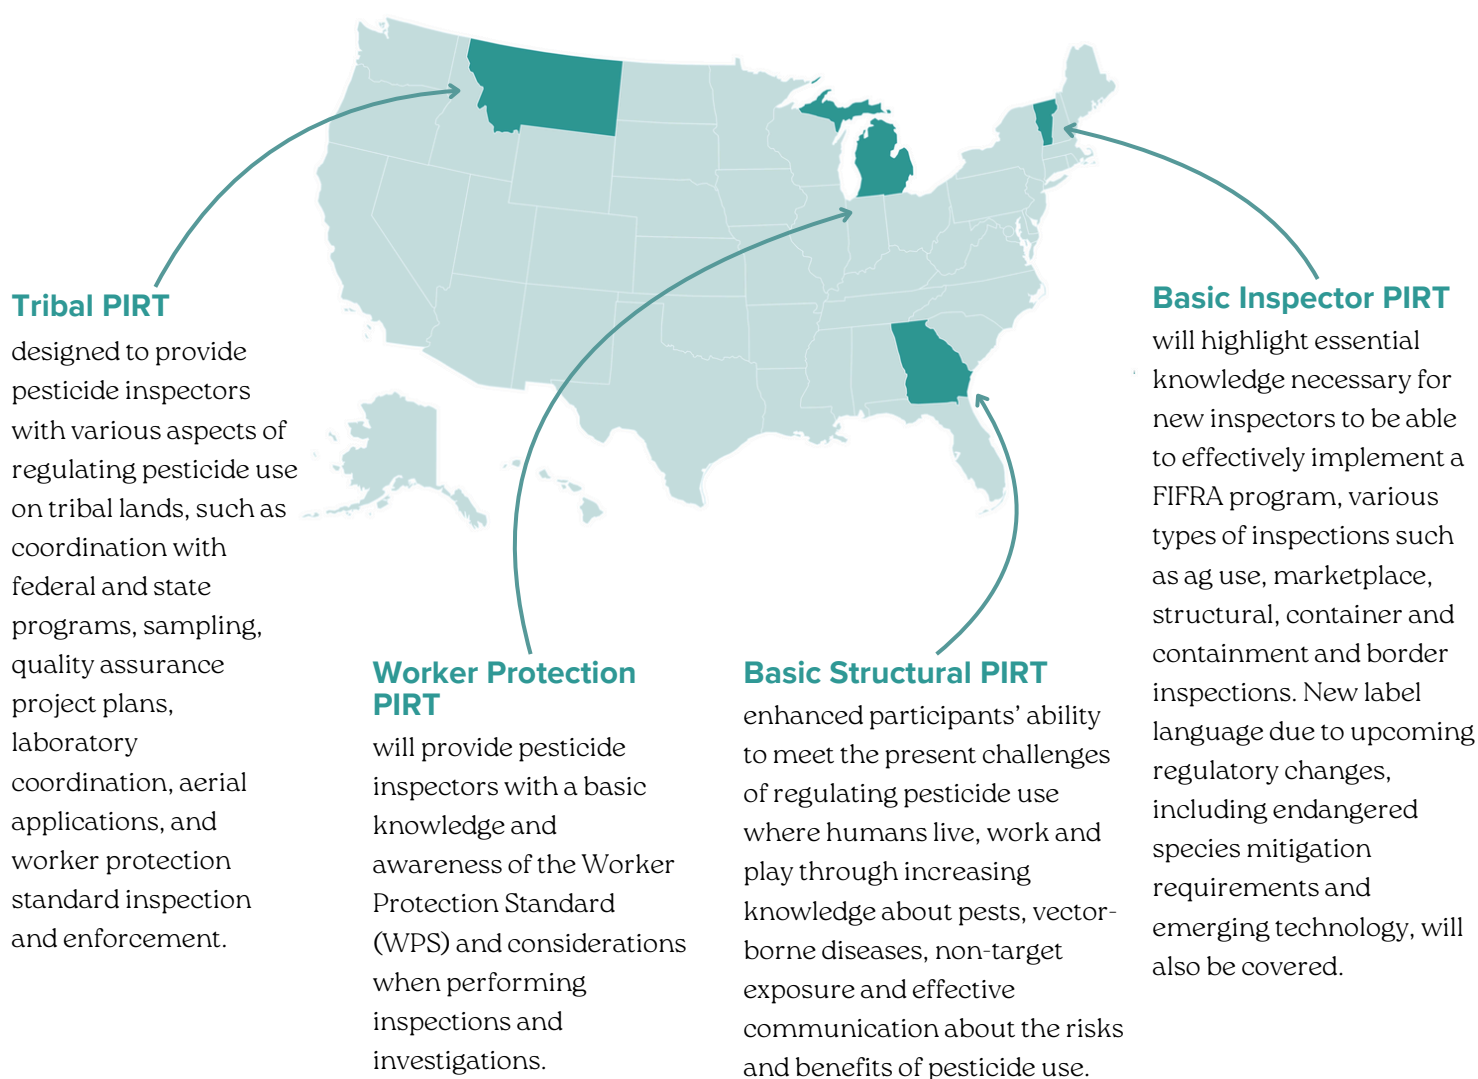 Tribal PIRT
designed to provide
pesticide inspectors
with various aspects of
regulating pesticide use
on tribal lands, such as
coordination with
federal and state
programs, sampling,
quality assurance
project plans,
laboratory
coordination, aerial
applications, and
worker protection
standard inspection
and enforcement.
Worker Protection
PIRT
will provide pesticide
inspectors with a basic
knowledge and
awareness of the Worker
Protection Standard
(WPS) and considerations
when performing
inspections and
investigations.
Basic Structural PIRT
enhanced participants’ ability
to meet the present challenges
of regulating pesticide use
where humans live, work and
play through increasing
knowledge about pests, vector-
borne diseases, non-target
exposure and effective
communication about the risks
and benefits of pesticide use.
Basic Inspector PIRT
will highlight essential
knowledge necessary for
new inspectors to be able
to effectively implement a
FIFRA program, various
types of inspections such
as ag use, marketplace,
structural, container and
containment and border
inspections. New label
language due to upcoming
regulatory changes,
including endangered
species mitigation
requirements and
emerging technology, will
also be covered.